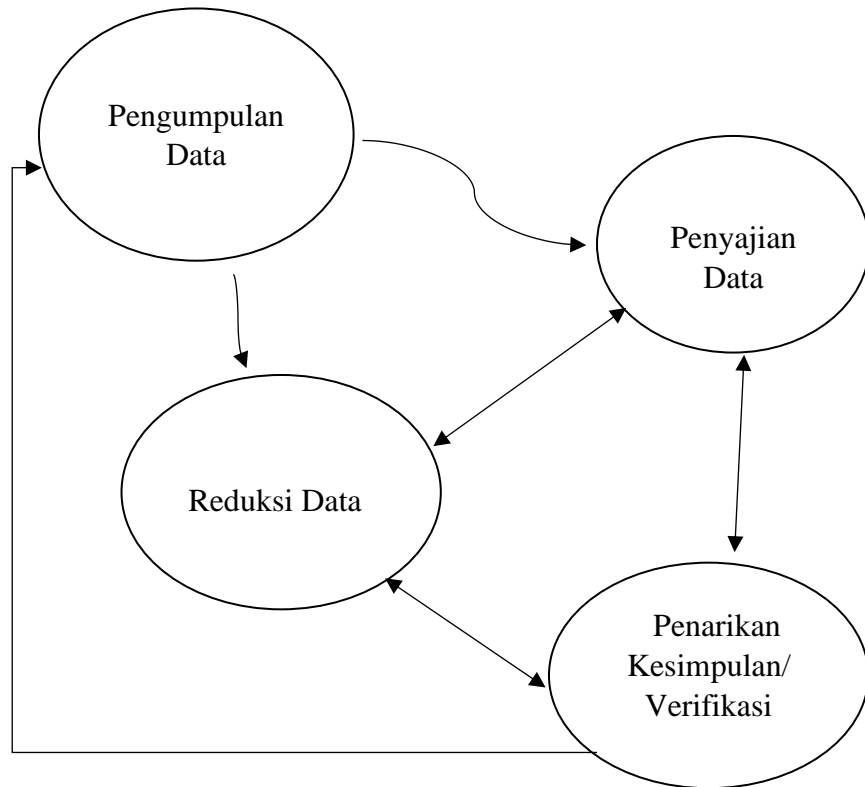 Pengumpulan
Data
Penyajian
Data
Reduksi Data
Penarikan
Kesimpulan/
Verifikasi